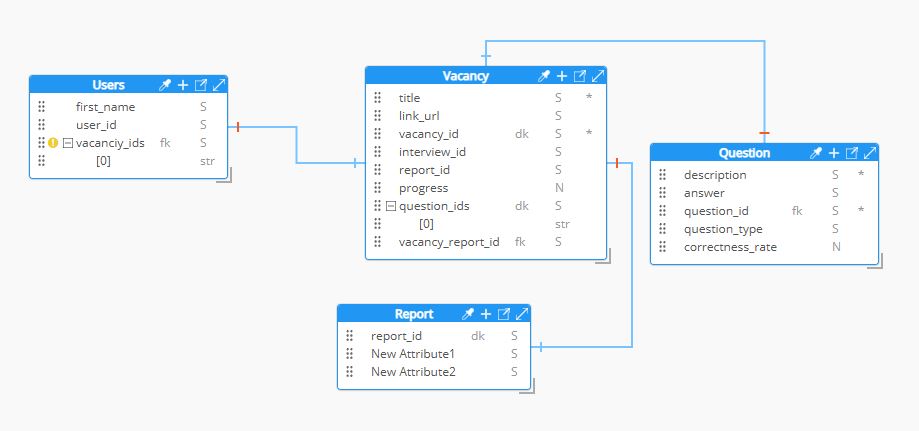 Users
first_name S
user_id S
! vacanciy_ids fk S
[0] str
Vacancy
title S *
link_url S
vacancy_id dk S *
interview_id S
report_id S
progress N
question_ids dk S
[0] str
vacancy_report_id fk S
Question
description S *
answer S
question_id fk S *
question_type S
correctness_rate N
Report
report_id dk S
New Attribute1 S
New Attribute2 S